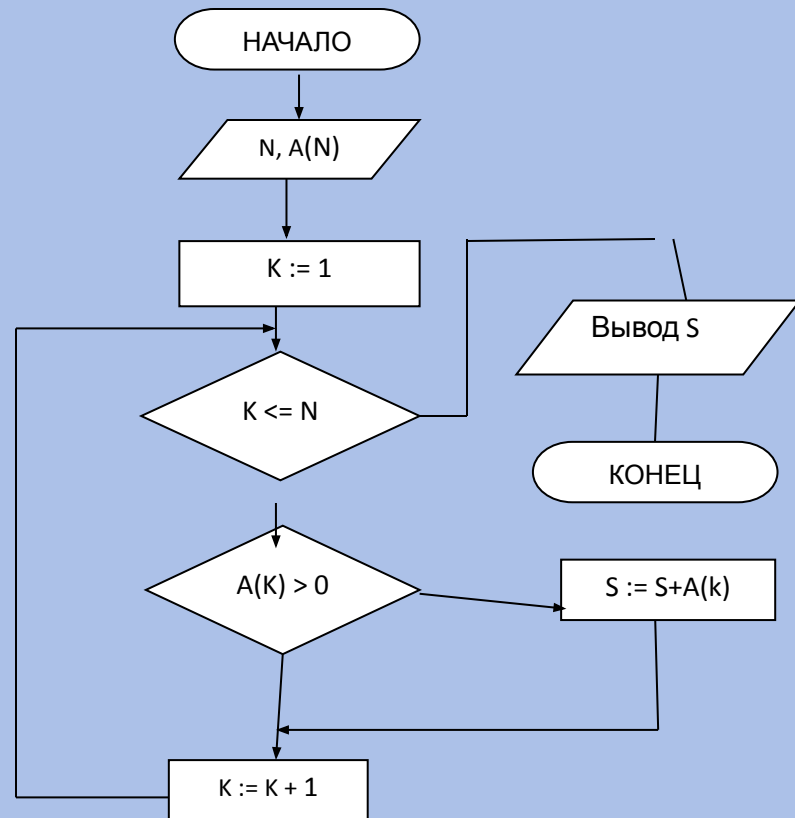 НАЧАЛО
N, A(N)
K := 1
K <= N
A(K) > 0
S := S+A(k)
K := K + 1
Вывод S
КОНЕЦ